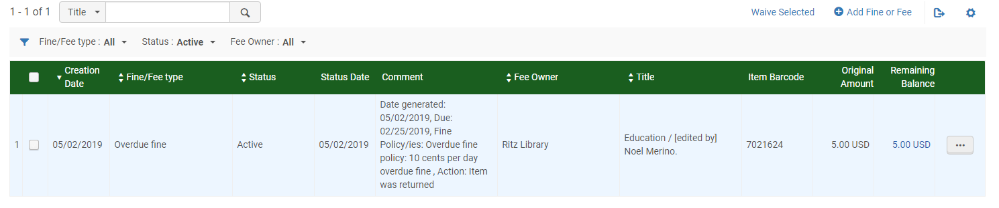 1 - 1 of 1 Title Waive Selected Add Fine or Fee
Fine/Fee type : All Status : Active Fee Owner : All
Creation Date Fine/Fee type Status Status Date Comment Fee Owner Title Item Barcode Original Amount Remaining Balance
1 05/02/2019 Overdue fine Active 05/02/2019
Date generated:
05/02/2019, Due:
02/25/2019, Fine
Policy/ies: Overdue fine
policy: 10 cents per day
overdue fine , Action: Item
was returned
Ritz Library
Education / [edited by]
Noel Merino.
7021624 5.00 USD 5.00 USD